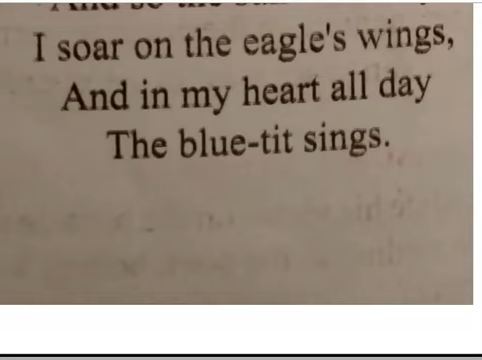 I soar on the eagle's wings,
And in my heart all day
The blue-tit sings.